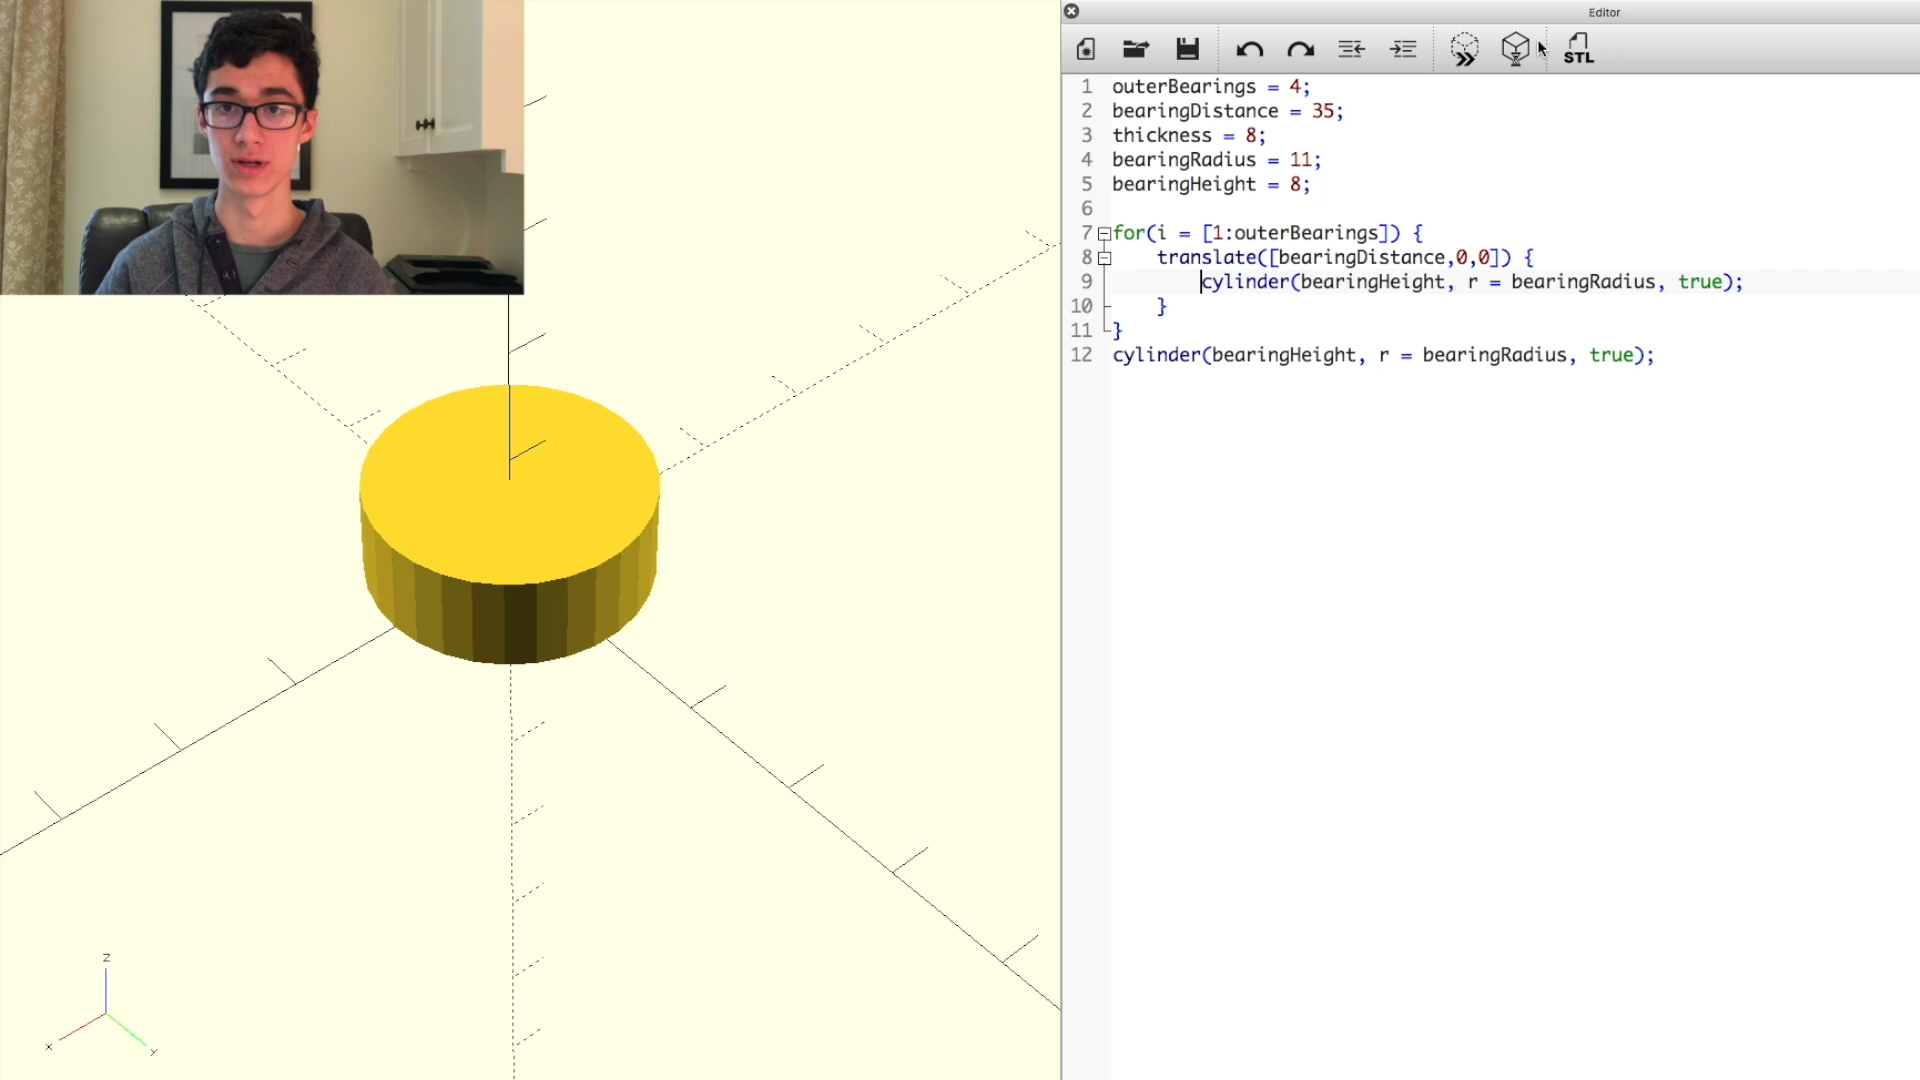 Editor
STL
1 outerBearings = 4;
2 bearingDistance = 35;
3 thickness = 8;
4 bearingRadius = 11;
5 bearingHeight = 8;
6
7 for(i = [1:outerBearings]) {
8     translate([bearingDistance,0,0]) {
9         cylinder(bearingHeight, r = bearingRadius, true);
10     }
11 }
12 cylinder(bearingHeight, r = bearingRadius, true);
z
x
y